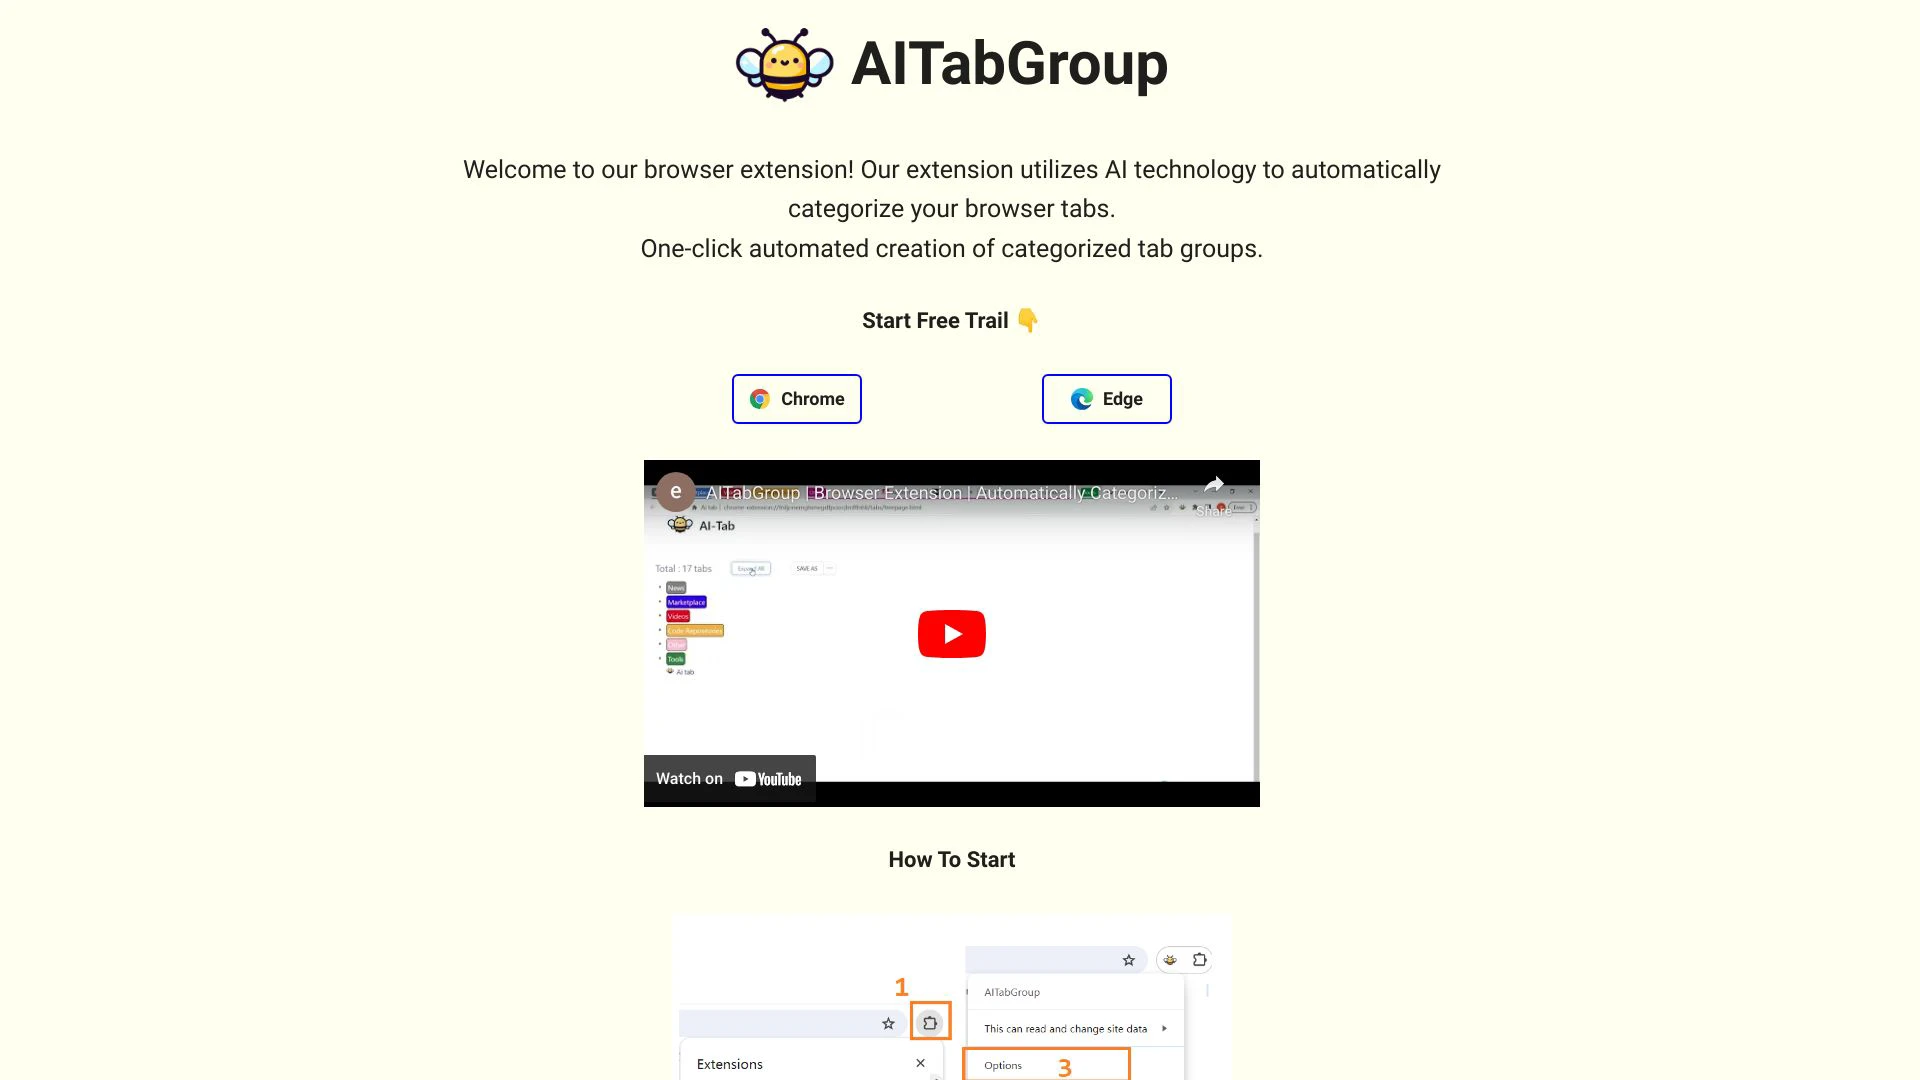 AITabGroup
Welcome to our browser extension! Our extension utilizes AI technology to automatically
categorize your browser tabs.
One-click automated creation of categorized tab groups.
Start Free Trail 👇
Chrome
Edge
e
AITabGroup | Browser Extension | Automatically Categoriz...
Share
AI-Tab
Total : 17 tabs
SAVE AS
News
Marketplace
Videos
Code Repositories
Tools
AI tab
Watch on YouTube
How To Start
1
AITabGroup
This can read and change site data
Extensions
Options
3